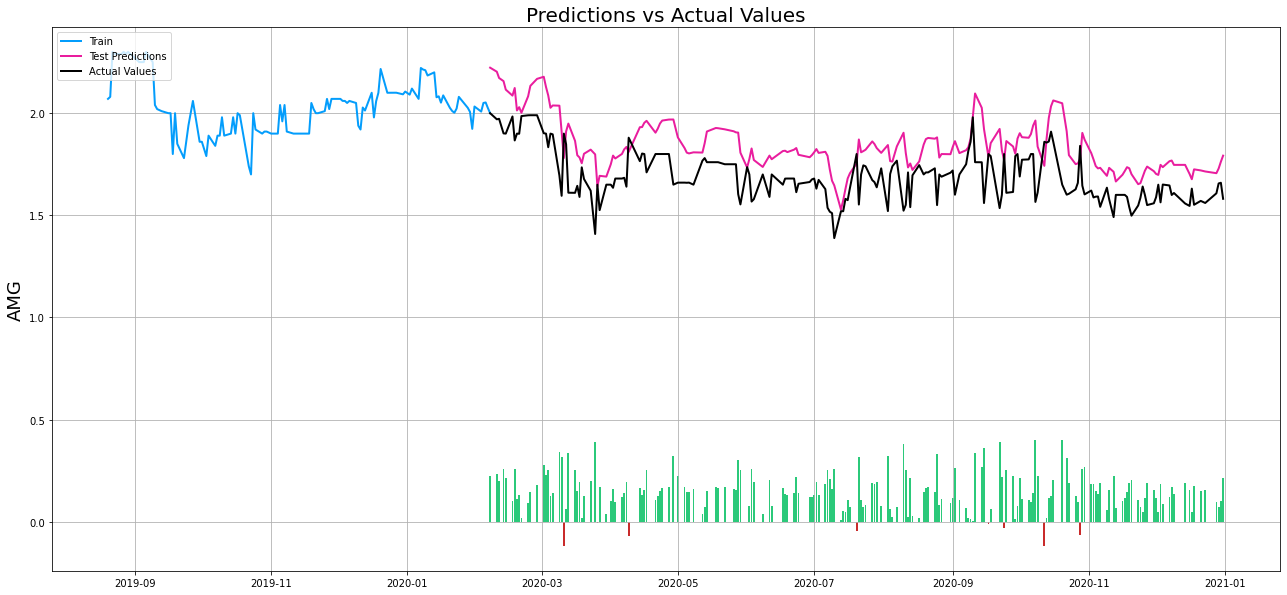 Predictions vs Actual Values
Train
Test Predictions
Actual Values
AMG
2.0
1.5
1.0
0.5
0.0
2019-09
2019-11
2020-01
2020-03
2020-05
2020-07
2020-09
2020-11
2021-01